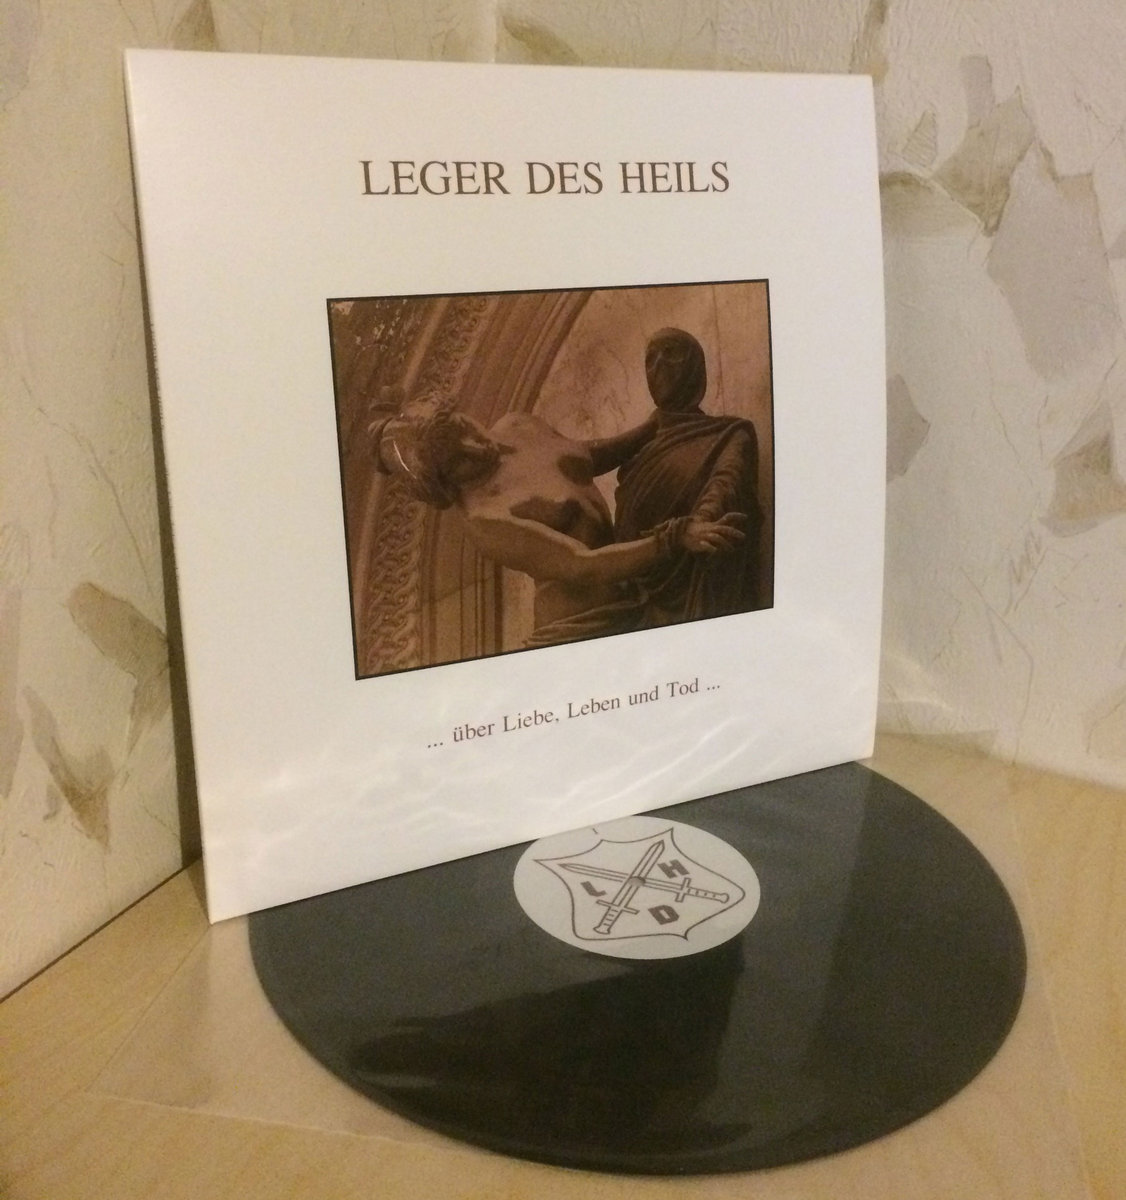 LEGER DES HEILS
... über Liebe, Leben und Tod ...
L H
D